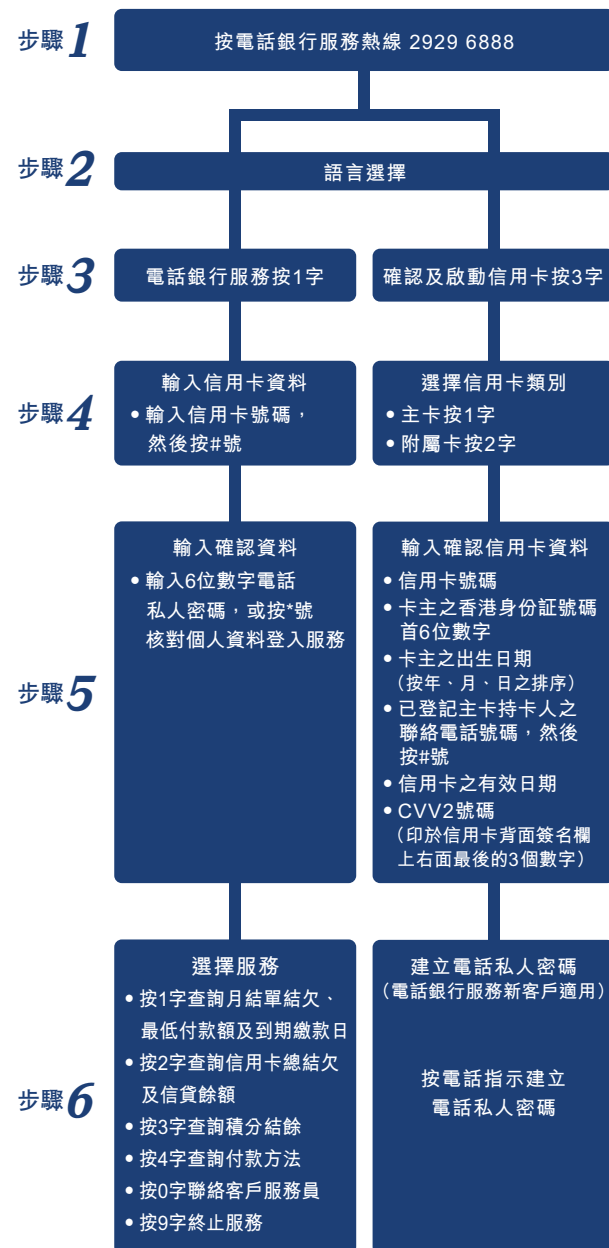 步驟1
按電話銀行服務熱線 2929 6888
步驟2
語言選擇
步驟3
電話銀行服務按1字
確認及啟動信用卡按3字
步驟4
輸入信用卡資料
• 輸入信用卡號碼，
然後按#號
選擇信用卡類別
• 主卡按1字
• 附屬卡按2字
步驟5
輸入確認資料
• 輸入6位數字電話
私人密碼，或按*號
核對個人資料登入服務
輸入確認信用卡資料
• 信用卡號碼
• 卡主之香港身份証號碼
首6位數字
• 卡主之出生日期
（按年、月、日之排序）
• 已登記主卡持卡人之
聯絡電話號碼，然後
按#號
• 信用卡之有效日期
• CVV2號碼
（印於信用卡背面簽名欄
上右面最後的3個數字）
步驟6
選擇服務
• 按1字查詢月結單結欠、
最低付款額及到期繳款日
• 按2字查詢信用卡總結欠
及信貸餘額
• 按3字查詢積分結餘
• 按4字查詢付款方法
• 按0字聯絡客戶服務員
• 按9字終止服務
建立電話私人密碼
（電話銀行服務新客戶適用）
按電話指示建立
電話私人密碼